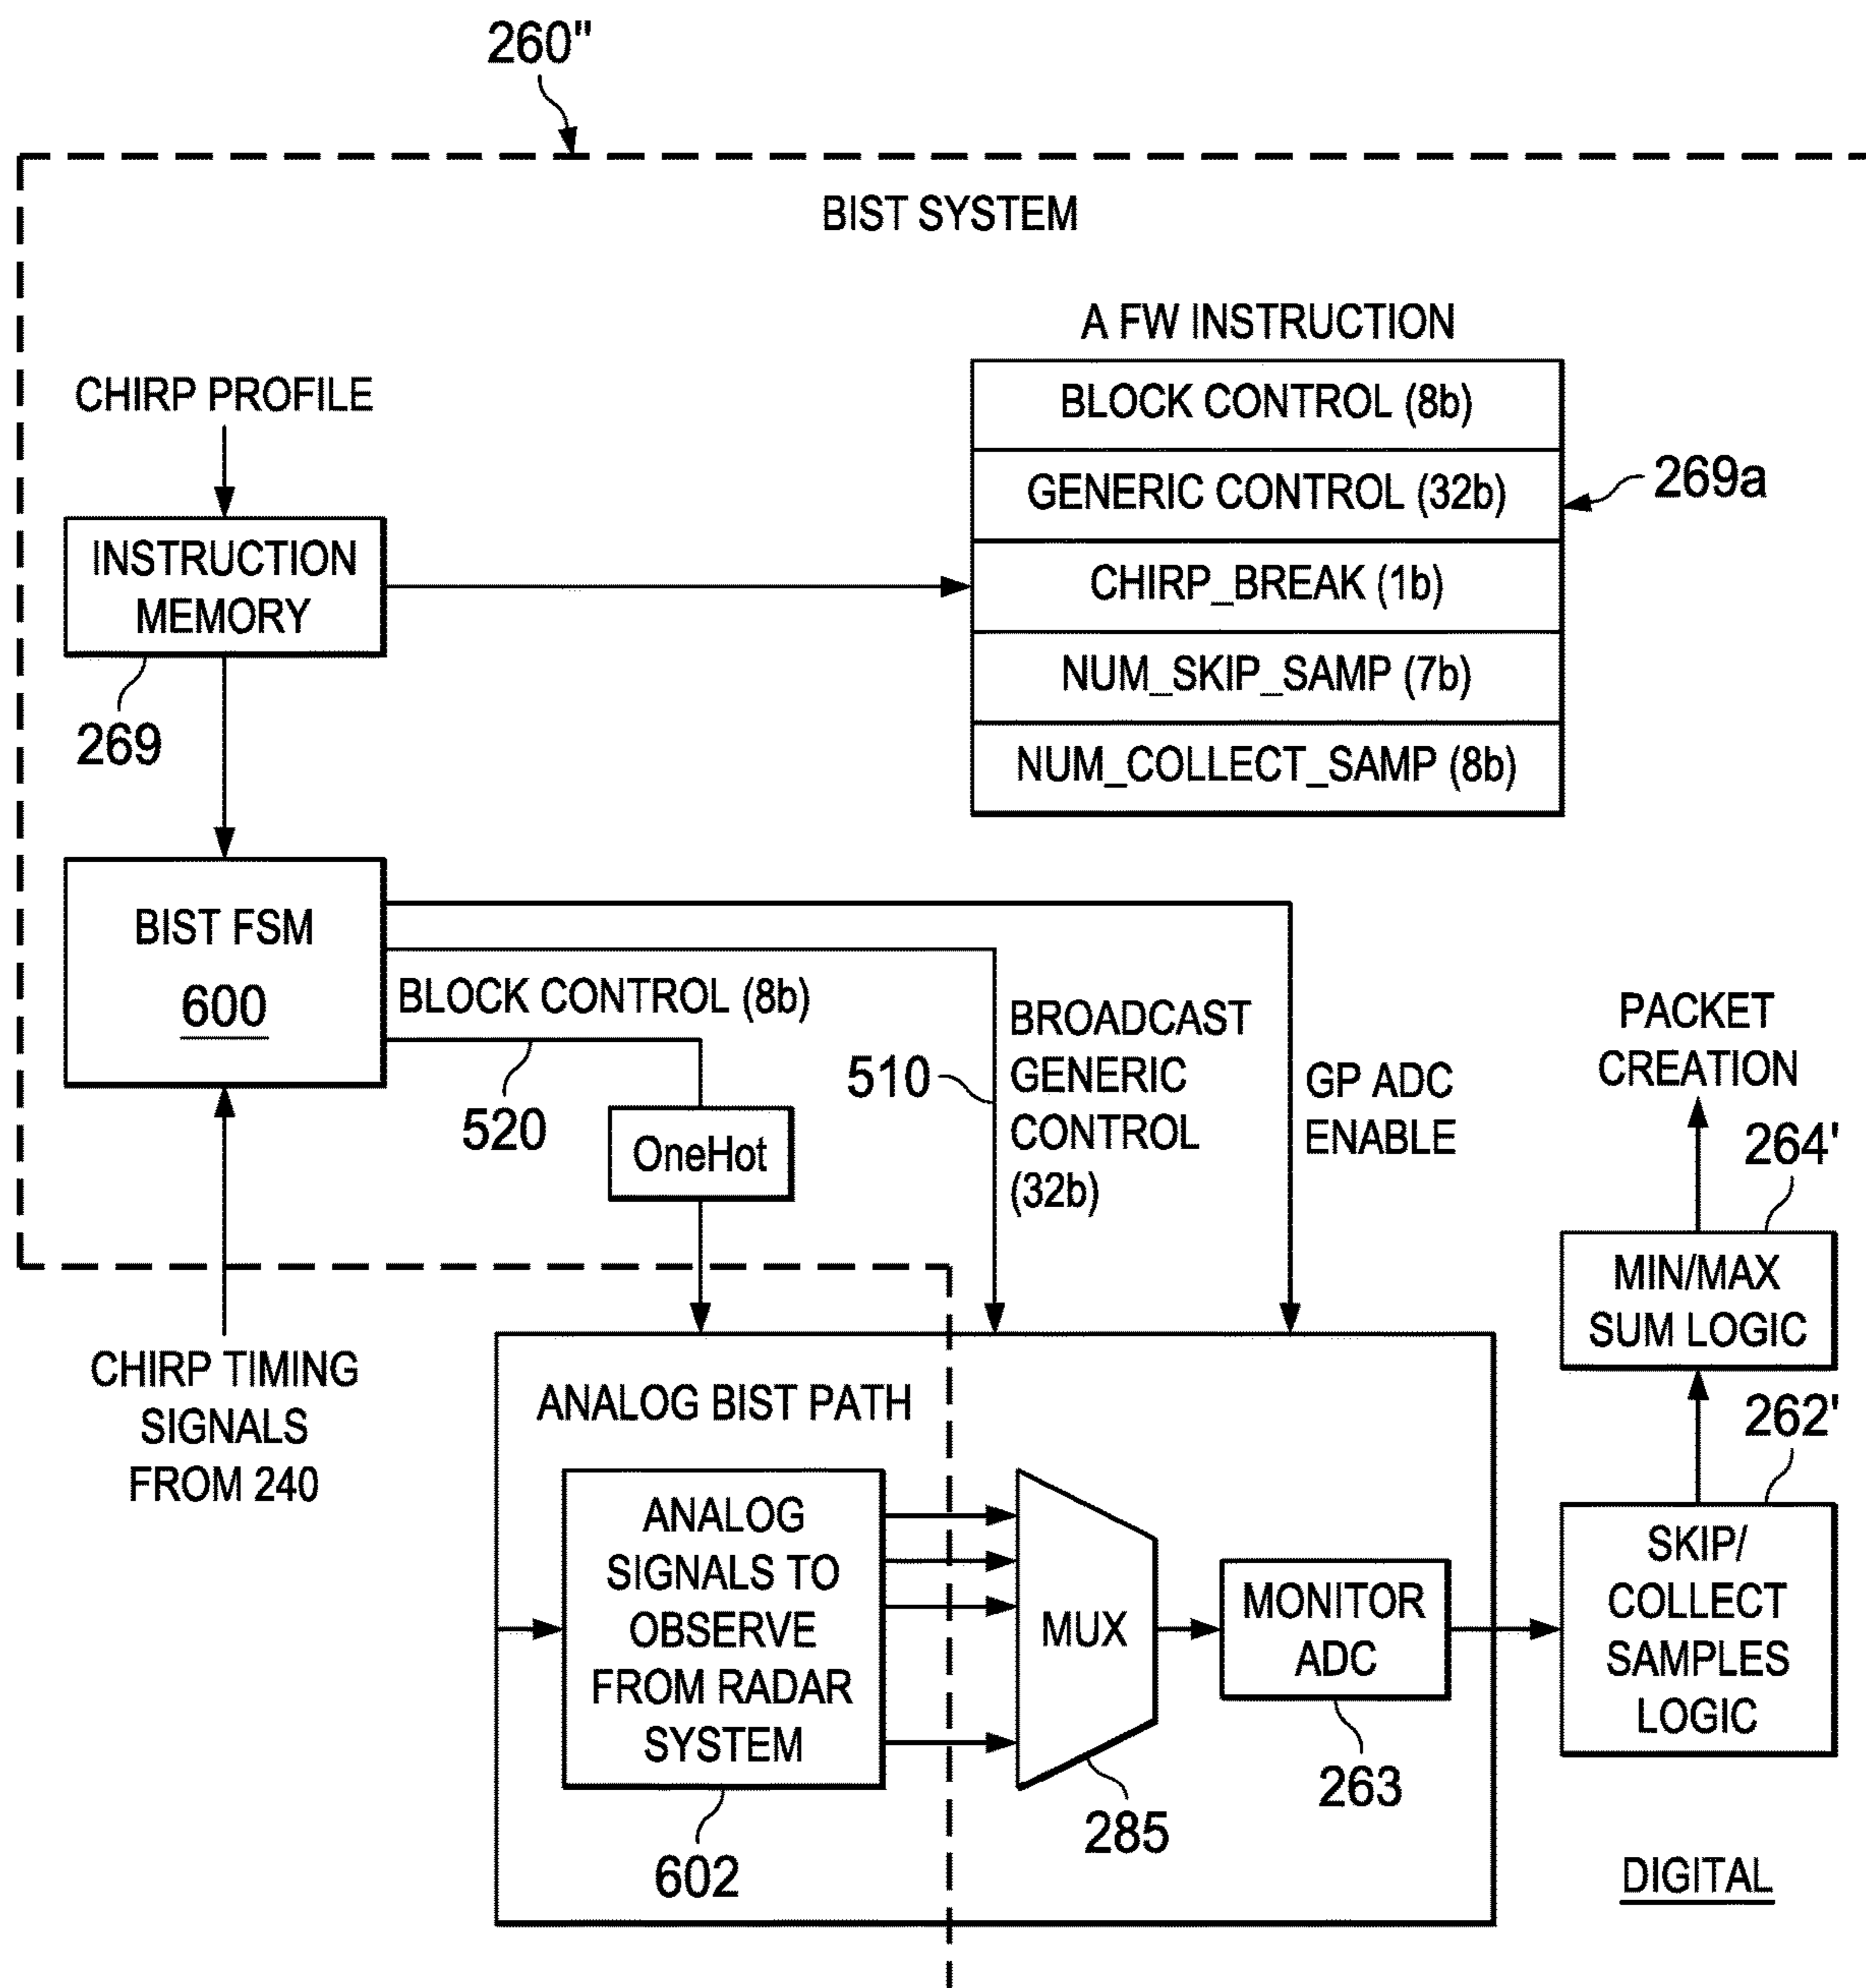 260"
BIST SYSTEM
A FW INSTRUCTION
BLOCK CONTROL (8b)
GENERIC CONTROL (32b)
CHIRP_BREAK (1b)
NUM_SKIP_SAMP (7b)
NUM_COLLECT_SAMP (8b)
269a
CHIRP PROFILE
INSTRUCTION
MEMORY
269
BIST FSM
600
BLOCK CONTROL (8b)
520
OneHot
510
BROADCAST
GENERIC
CONTROL
(32b)
GP ADC
ENABLE
PACKET
CREATION
264'
MIN/MAX
SUM LOGIC
262'
SKIP/
COLLECT
SAMPLES
LOGIC
CHIRP TIMING
SIGNALS
FROM 240
ANALOG BIST PATH
ANALOG
SIGNALS TO
OBSERVE
FROM RADAR
SYSTEM
602
MUX
285
MONITOR
ADC
263
DIGITAL